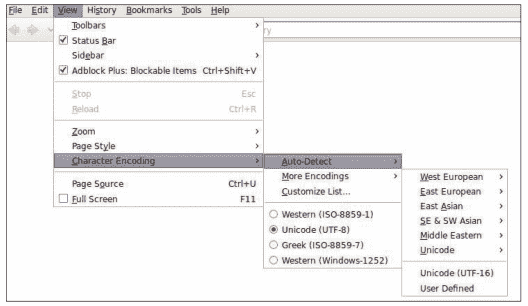 File Edit View History Bookmarks Tools Help
Toolbars
ry
Status Bar
Sidebar
Adblock Plus: Blockable Items Ctrl+Shift+V
Stop Esc
Reload Ctrl+R
Zoom
Page Style
Character Encoding
Page Source Ctrl+U
Full Screen F11
Auto-Detect
More Encodings
Customize List...
Western (ISO-8859-1)
Unicode (UTF-8)
Greek (ISO-8859-7)
Western (Windows-1252)
West European
East European
East Asian
SE & SW Asian
Middle Eastern
Unicode
Unicode (UTF-16)
User Defined